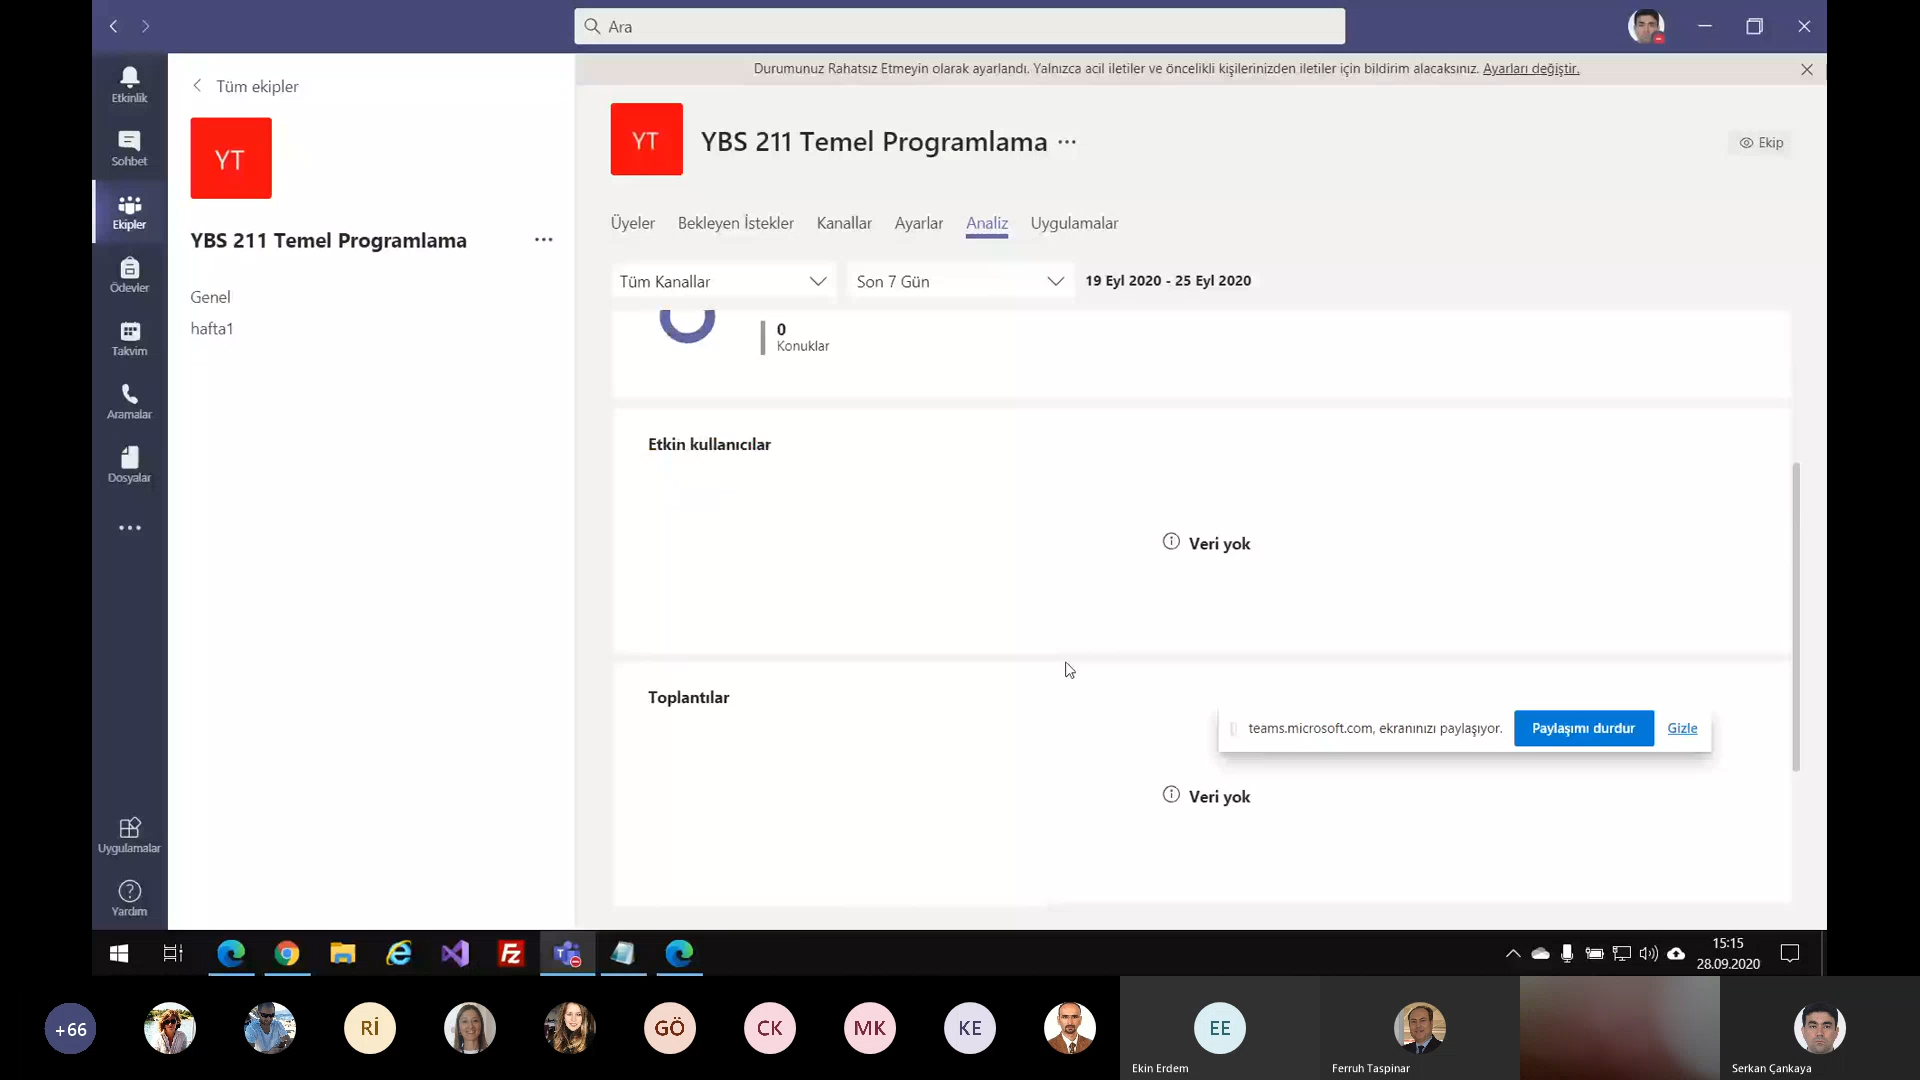 Ara
Durumunuz Rahatsız Etmeyin olarak ayarlandı. Yalnızca acil iletiler ve öncelikli kişilerinizden iletiler için bildirim alacaksınız. Ayarları değiştir.
Etkinlik
Sohbet
Ekipler
Ödevler
Takvim
Aramalar
Dosyalar
Uygulamalar
Yardım
Tüm ekipler
YT
YBS 211 Temel Programlama
Genel
hafta1
YT
YBS 211 Temel Programlama
Ekip
Üyeler Bekleyen İstekler Kanallar Ayarlar Analiz Uygulamalar
Tüm Kanallar Son 7 Gün 19 Eyl 2020 - 25 Eyl 2020
0
Konuklar
Etkin kullanıcılar
Veri yok
Toplantılar
teams.microsoft.com, ekranınızı paylaşıyor. Paylaşımı durdur Gizle
Veri yok
Fz
15:15
28.09.2020
+66 Rİ GÖ CK MK KE EE
Ekin Erdem Ferruh Taspinar Serkan Çankaya